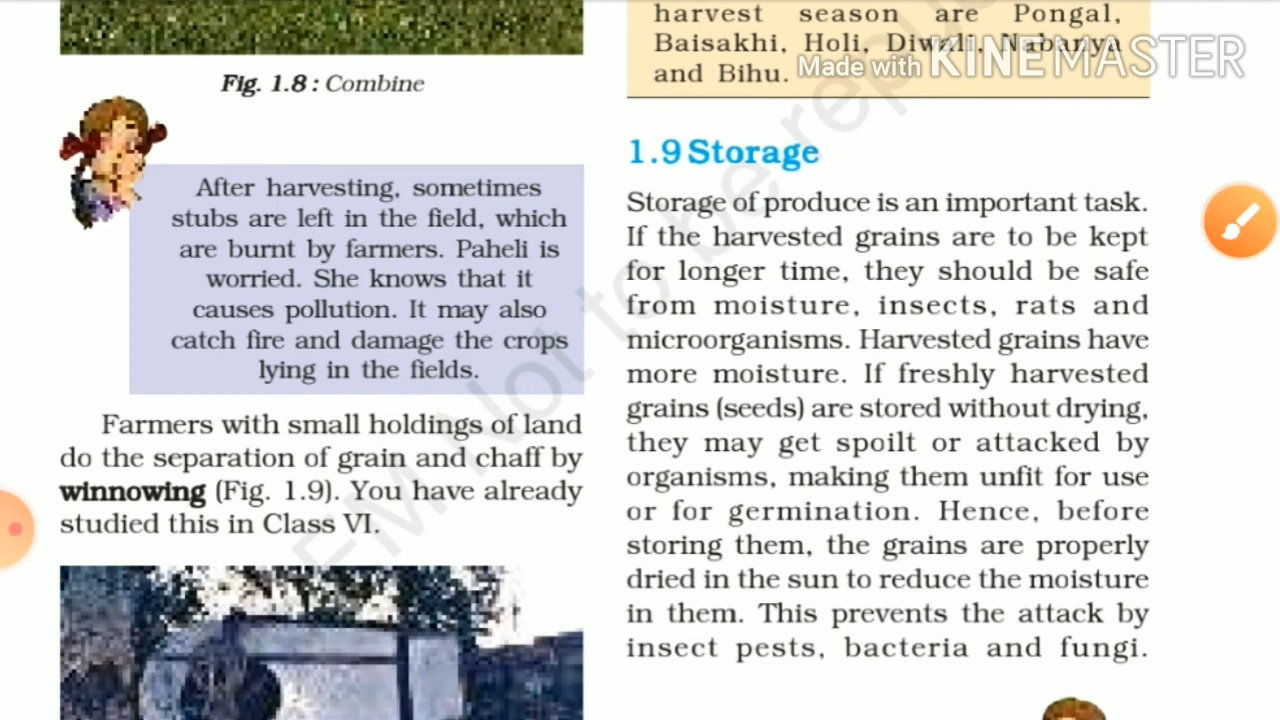 Fig. 1.8 : Combine
After harvesting, sometimes
stubs are left in the field, which
are burnt by farmers. Paheli is
worried. She knows that it
causes pollution. It may also
catch fire and damage the crops
lying in the fields.
Farmers with small holdings of land
do the separation of grain and chaff by
winnowing (Fig. 1.9). You have already
studied this in Class VI.
harvest season are Pongal,
Baisakhi, Holi, Diwali, Nabanya
and Bihu.
Made with KINEMASTER
1.9 Storage
Storage of produce is an important task.
If the harvested grains are to be kept
for longer time, they should be safe
from moisture, insects, rats and
microorganisms. Harvested grains have
more moisture. If freshly harvested
grains (seeds) are stored without drying,
they may get spoilt or attacked by
organisms, making them unfit for use
or for germination. Hence, before
storing them, the grains are properly
dried in the sun to reduce the moisture
in them. This prevents the attack by
insect pests, bacteria and fungi.
Not to be